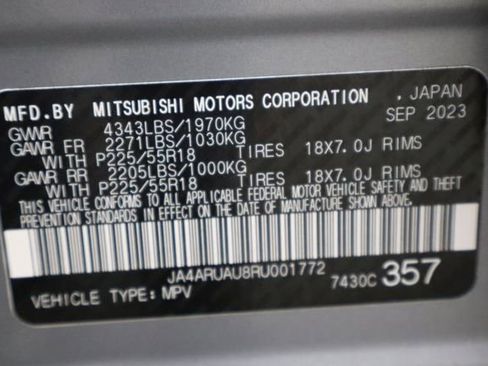 MFD.BY MITSUBISHI MOTORS CORPORATION . JAPAN
SEP 2023
GVWR 4343LBS/1970KG
GAWR FR 2271LBS/1030KG
WITH P225/55R18 TIRES 18X7.0J RIMS
GAWR RR 2205LBS/1000KG
WITH P225/55R18 TIRES 18X7.0J RIMS
THIS VEHICLE CONFORMS TO ALL APPLICABLE FEDERAL MOTOR VEHICLE SAFETY AND THEFT
PREVENTION STANDARDS IN EFFECT ON THE DATE OF MANUFACTURE SHOWN ABOVE.
JA4ARUAU8RU001772
VEHICLE TYPE: MPV 7430C 357